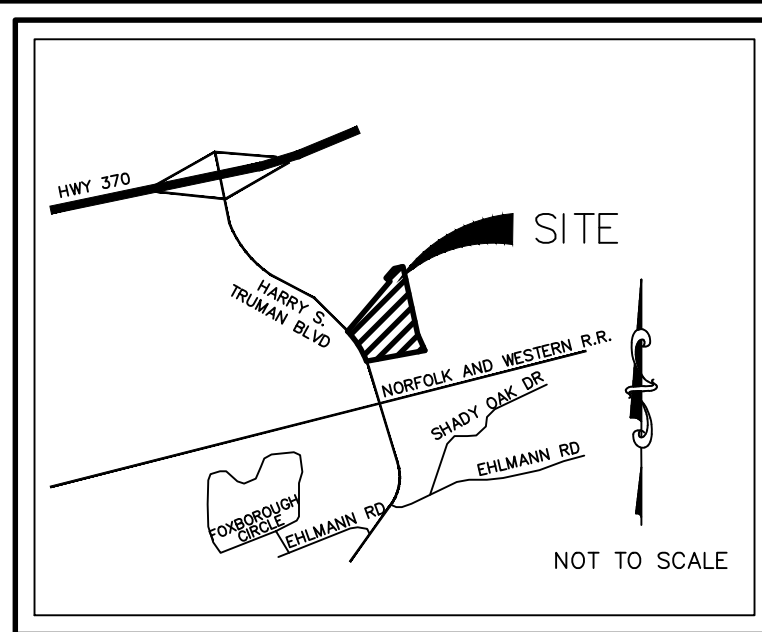 HWY 370
SITE
HARRY S.
TRUMAN BLVD
NORFOLK AND WESTERN R.R.
SHADY OAK DR
EHLMANN RD
FOXBOROUGH
CIRCLE
EHLMANN RD
NOT TO SCALE